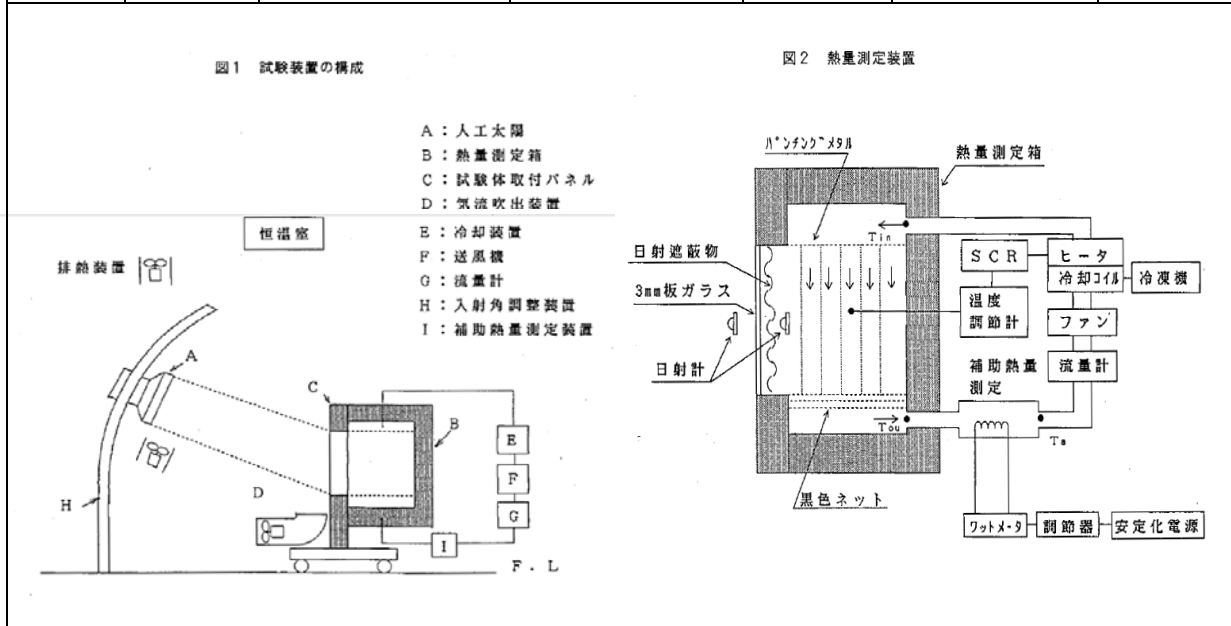 図1 試験装置の構成
A：人工太陽
B：熱量測定箱
C：試験体取付パネル
D：気流吹出装置
E：冷却装置
F：送風機
G：流量計
H：入射角調整装置
I：補助熱量測定装置
恒温室
排熱装置
A
C
B
E
F
G
H
D
I
F.L
図2 熱量測定装置
パンチングメタル
熱量測定箱
Tin
日射遮蔽物
SCR
ヒータ
冷却コイル
冷凍機
3mm板ガラス
温度
調節計
ファン
日射計
補助熱量
測定
流量計
Tou
Ta
黒色ネット
ワットメータ
調節器
安定化電源